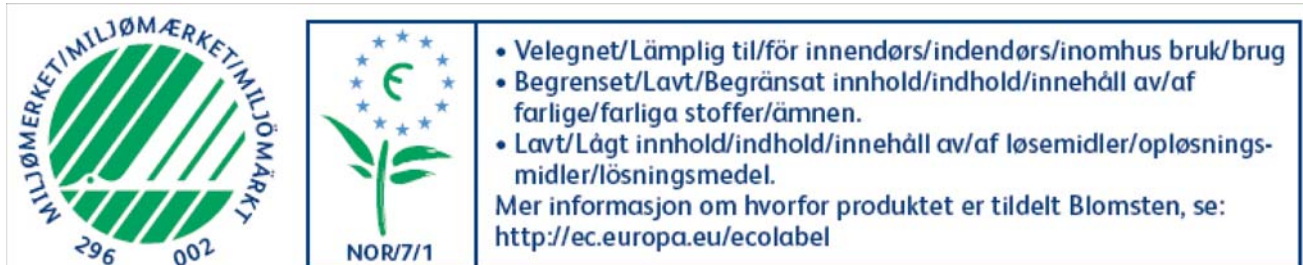 MILJØMERKET/MILJØMÆRKET/MILJÖMÄRKT
296 002
NOR/7/1
• Velegnet/Lämplig til/för innendørs/indendørs/inomhus bruk/brug
• Begrenset/Lavt/Begränsat innhold/indhold/innehåll av/af
farlige/farliga stoffer/ämnen.
• Lavt/Lågt innhold/indhold/innehåll av/af løsemidler/opløsnings-
midler/lösningsmedel.
Mer informasjon om hvorfor produktet er tildelt Blomsten, se:
http://ec.europa.eu/ecolabel